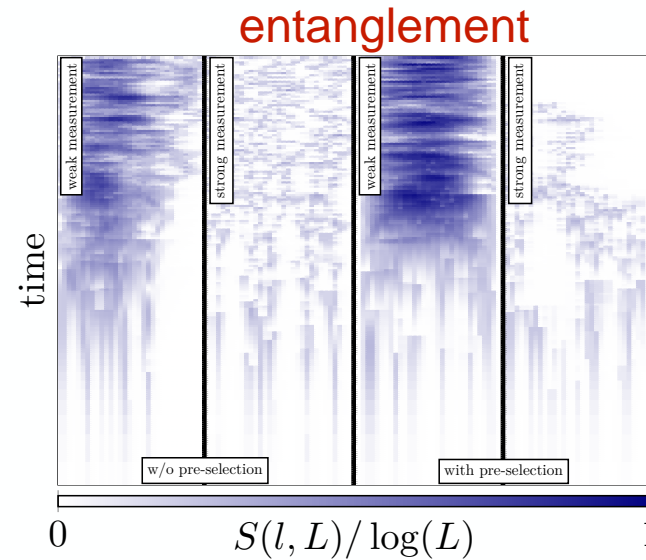 entanglement
weak measurement
strong measurement
weak measurement
strong measurement
time
w/o pre-selection
with pre-selection
0
S(l, L)/ log(L)